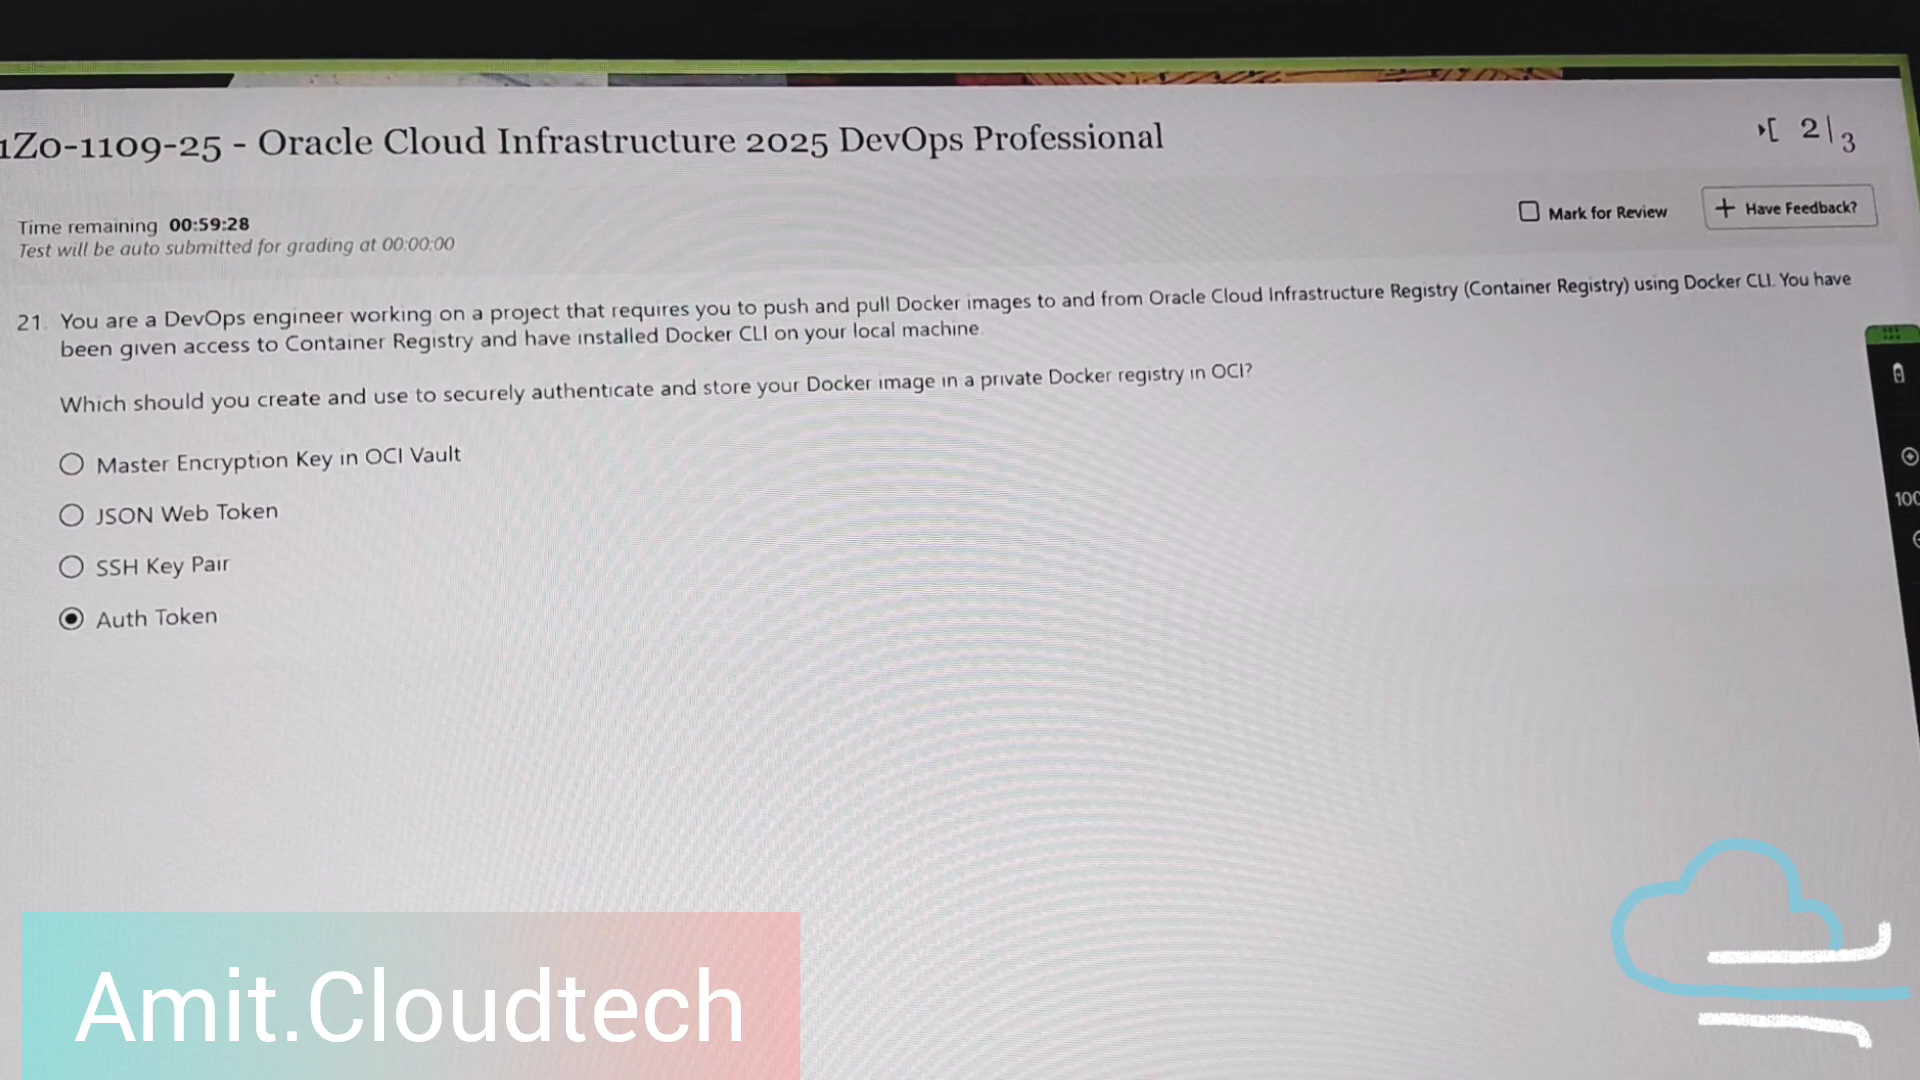 1Z0-1109-25 - Oracle Cloud Infrastructure 2025 DevOps Professional
2|3
Time remaining 00:59:28
Test will be auto submitted for grading at 00:00:00
Mark for Review
+ Have Feedback?
21. You are a DevOps engineer working on a project that requires you to push and pull Docker images to and from Oracle Cloud Infrastructure Registry (Container Registry) using Docker CLI. You have
been given access to Container Registry and have installed Docker CLI on your local machine.
Which should you create and use to securely authenticate and store your Docker image in a private Docker registry in OCI?
Master Encryption Key in OCI Vault
JSON Web Token
SSH Key Pair
Auth Token
100
Amit.Cloudtech